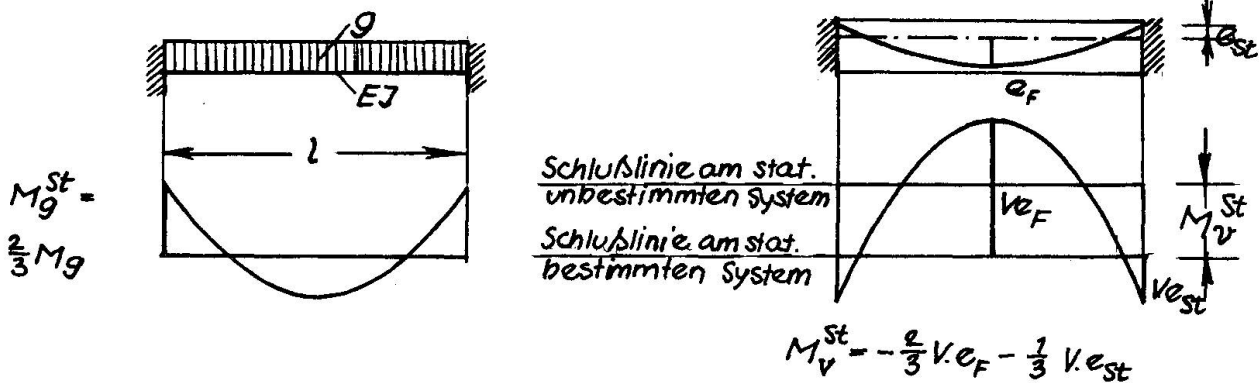 g
EJ
l
M_g^St =
2/3 M_g
e_St
e_F
Schlußlinie am stat.
unbestimmten System
Schlußlinie am stat.
bestimmten System
Ve_F
M_v^St
Ve_St
M_v^St = - 2/3 V.e_F - 1/3 V.e_St